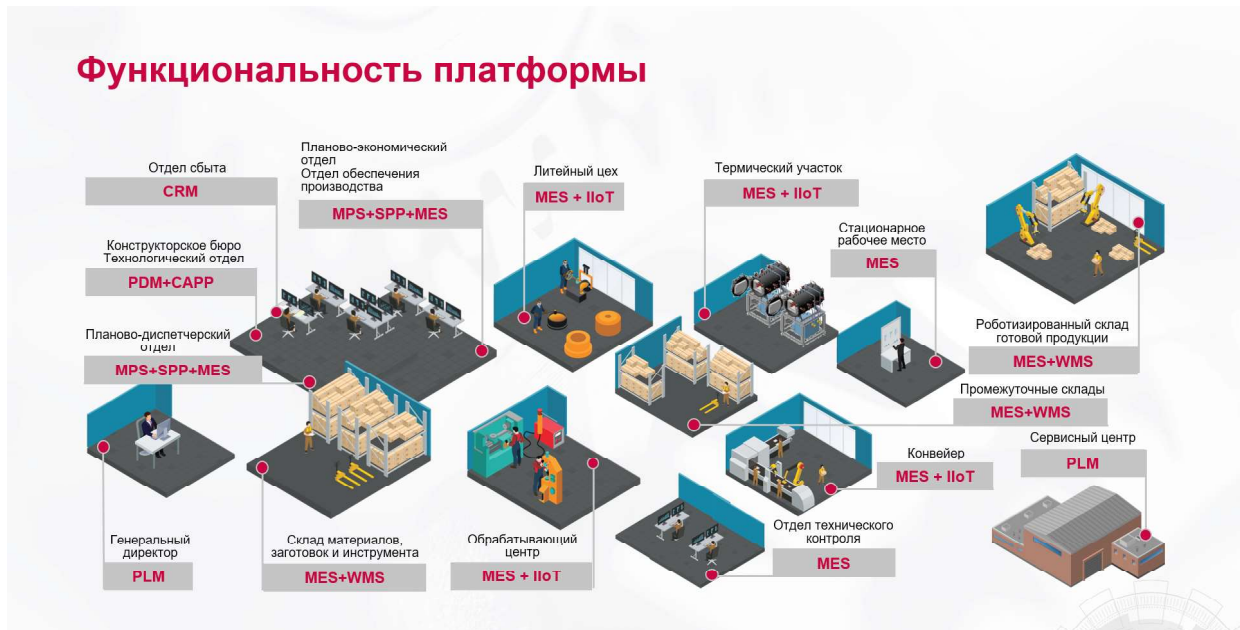 Функциональность платформы
Отдел сбыта
CRM
Планово-экономический
отдел
Отдел обеспечения
производства
MPS+SPP+MES
Литейный цех
MES + IIoT
Термический участок
MES + IIoT
Стационарное
рабочее место
MES
Конструкторское бюро
Технологический отдел
PDM+CAPP
Планово-диспетчерский
отдел
MPS+SPP+MES
Роботизированный склад
готовой продукции
MES+WMS
Промежуточные склады
MES+WMS
Конвейер
MES + IIoT
Сервисный центр
PLM
Генеральный
директор
PLM
Склад материалов,
заготовок и инструмента
MES+WMS
Обрабатывающий
центр
MES + IIoT
Отдел технического
контроля
MES